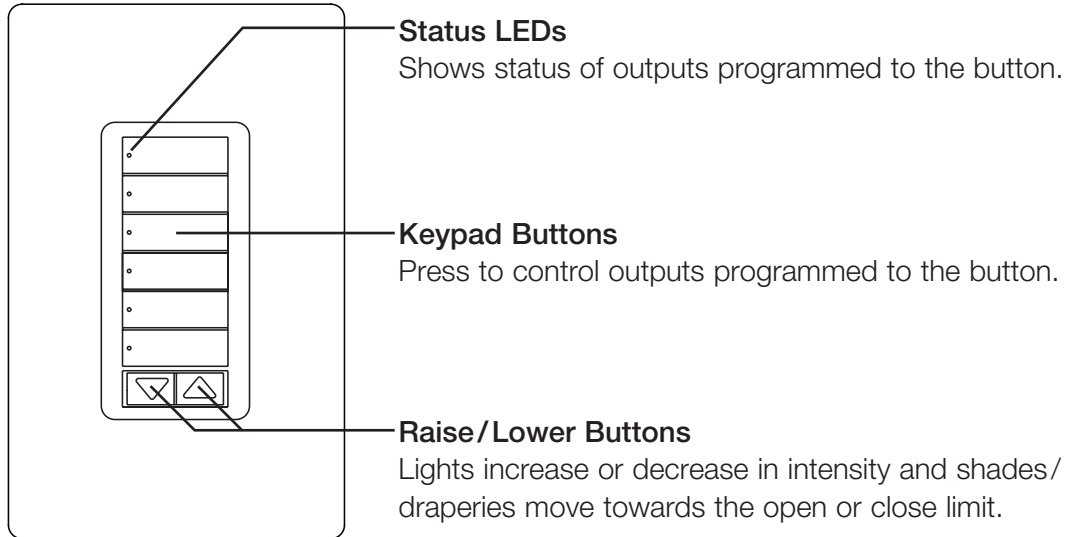 Status LEDs
Shows status of outputs programmed to the button.
Keypad Buttons
Press to control outputs programmed to the button.
Raise/Lower Buttons
Lights increase or decrease in intensity and shades/
draperies move towards the open or close limit.